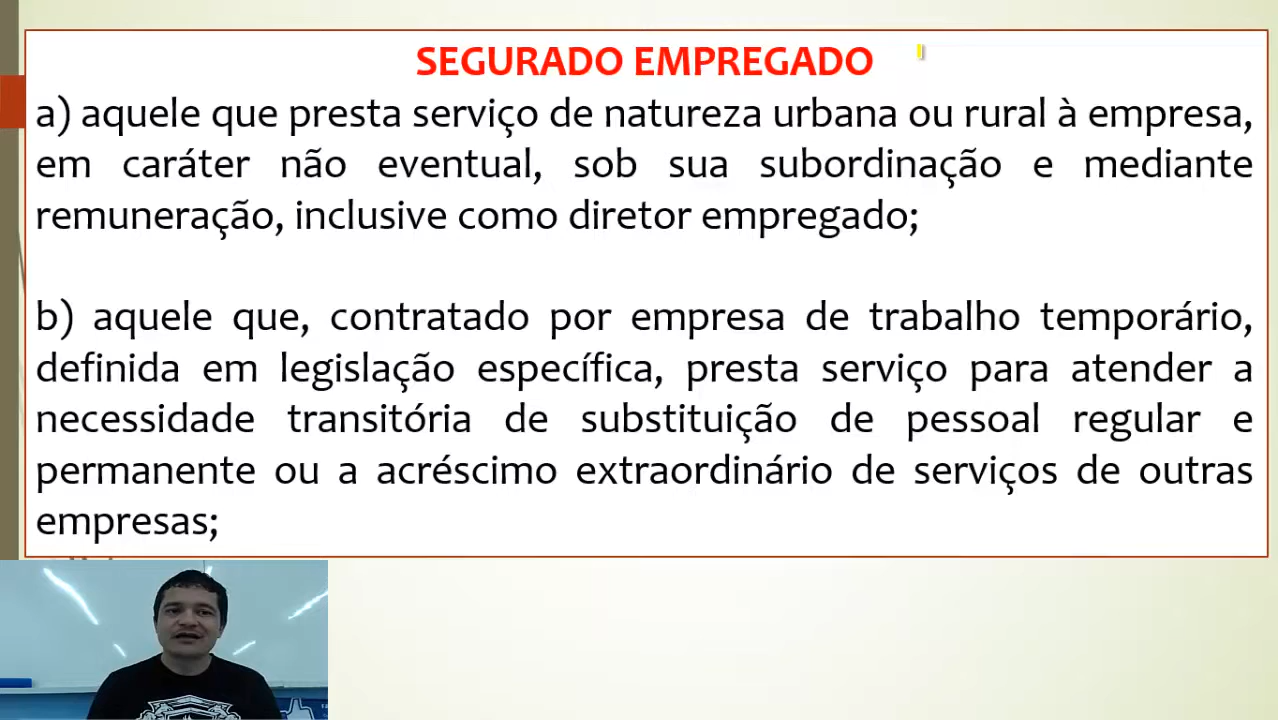 SEGURADO EMPREGADO
a) aquele que presta serviço de natureza urbana ou rural à empresa,
em caráter não eventual, sob sua subordinação e mediante
remuneração, inclusive como diretor empregado;
b) aquele que, contratado por empresa de trabalho temporário,
definida em legislação específica, presta serviço para atender a
necessidade transitória de substituição de pessoal regular e
permanente ou a acréscimo extraordinário de serviços de outras
empresas;